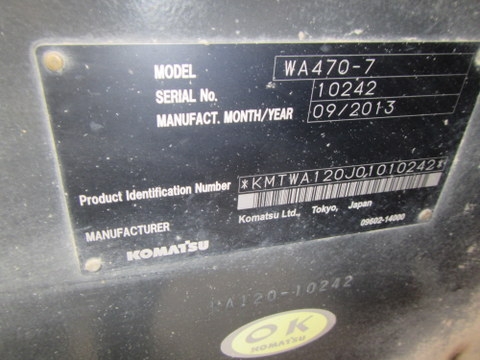 MODEL WA470-7
SERIAL No. 10242
MANUFACT. MONTH/YEAR 09/2013
Product Identification Number *KMTWA120J01010242*
MANUFACTURER Komatsu Ltd., Tokyo, Japan
KOMATSU 09602-14000
WA120-10242
OK
KOMATSU